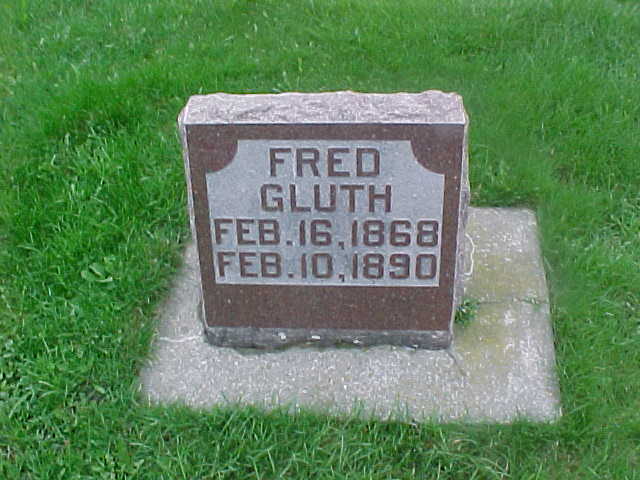 FRED
GLUTH
FEB. 16, 1868
FEB. 10, 1890